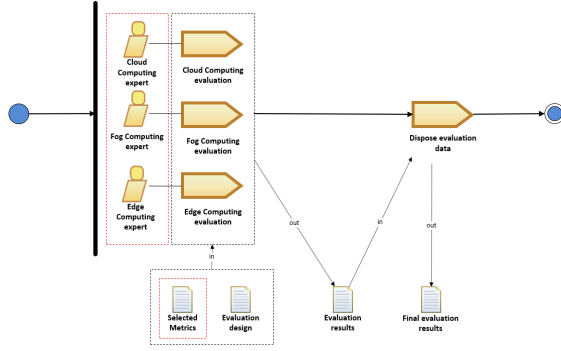 Cloud
Computing
expert
Cloud Computing
evaluation
Fog Computing
expert
Fog Computing
evaluation
Dispose evaluation
data
Edge
Computing
expert
Edge Computing
evaluation
out
in
out
in
Selected
Metrics
Evaluation
design
Evaluation
results
Final evaluation
results